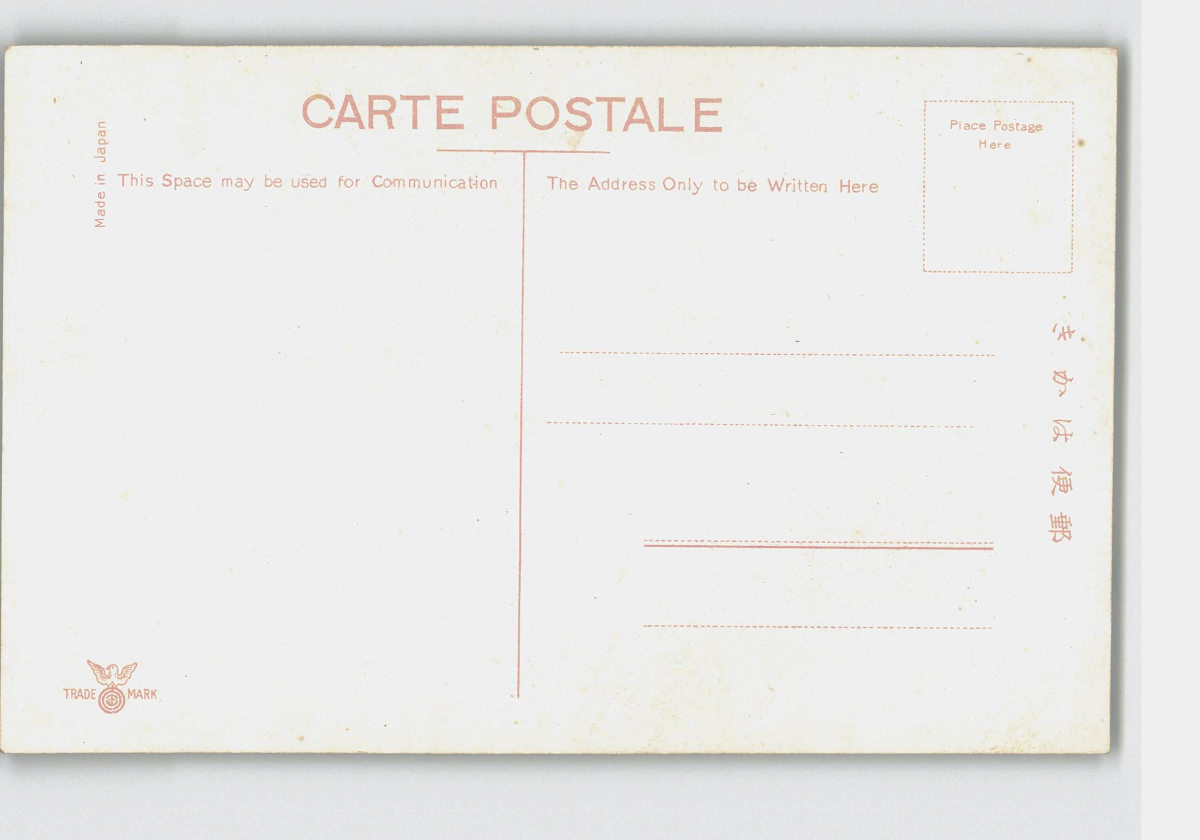 CARTE POSTALE
Made in Japan
This Space may be used for Communication
The Address Only to be Written Here
Place Postage
Here
郵便はかき
TRADE MARK